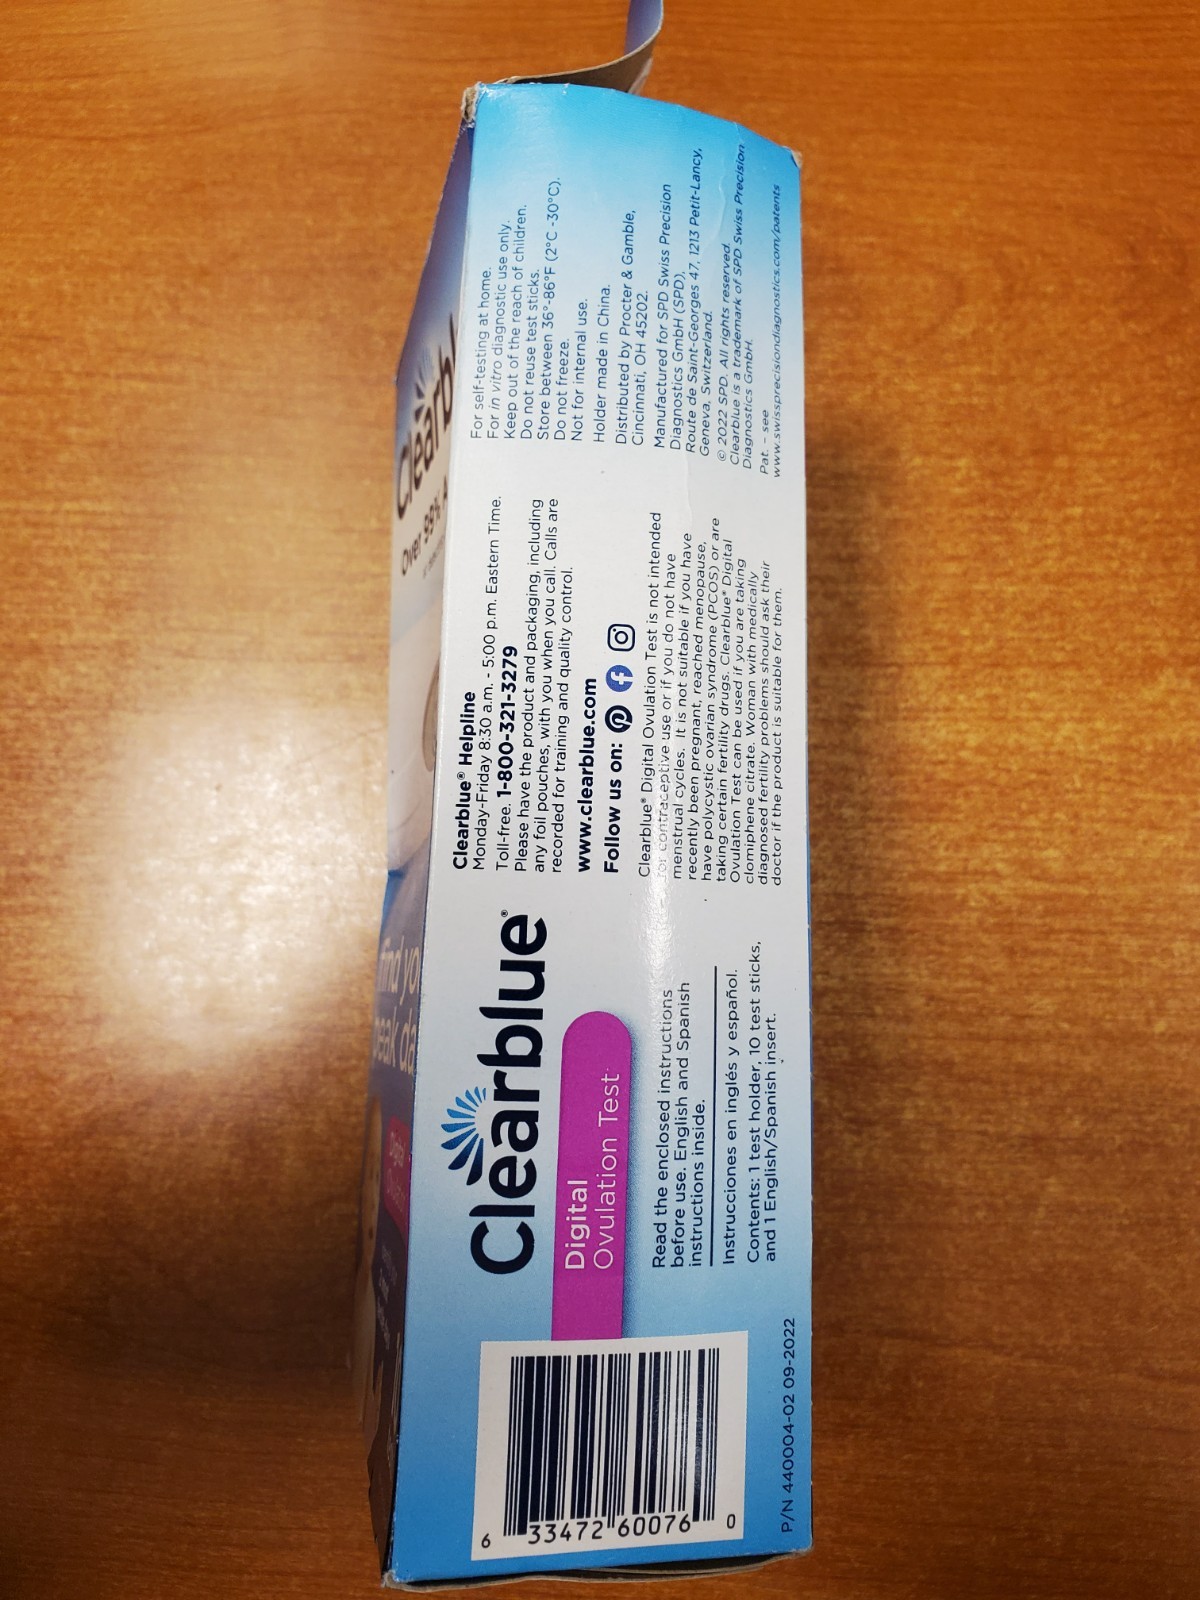 Clearblue®
Digital
Ovulation Test
Read the enclosed instructions
before use. English and Spanish
instructions inside.
Instrucciones en inglés y español.
Contents: 1 test holder, 10 test sticks,
and 1 English/Spanish insert.
6 33472 60076 0
P/N 440004-02 09-2022
Clearblue® Helpline
Monday-Friday 8:30 a.m. - 5:00 p.m. Eastern Time.
Toll-free. 1-800-321-3279
Please have the product and packaging, including
any foil pouches, with you when you call. Calls are
recorded for training and quality control.
www.clearblue.com
Follow us on:
Clearblue® Digital Ovulation Test is not intended
for contraceptive use or if you do not have
menstrual cycles. It is not suitable if you have
recently been pregnant, reached menopause,
have polycystic ovarian syndrome (PCOS) or are
taking certain fertility drugs. Clearblue® Digital
Ovulation Test can be used if you are taking
clomiphene citrate. Woman with medically
diagnosed fertility problems should ask their
doctor if the product is suitable for them.
For self-testing at home.
For in vitro diagnostic use only.
Keep out of the reach of children.
Do not reuse test sticks.
Store between 36°-86°F (2°C -30°C).
Do not freeze.
Not for internal use.
Holder made in China.
Distributed by Procter & Gamble,
Cincinnati, OH 45202.
Manufactured for SPD Swiss Precision
Diagnostics GmbH (SPD),
Route de Saint-Georges 47, 1213 Petit-Lancy,
Geneva, Switzerland.
© 2022 SPD. All rights reserved.
Clearblue is a trademark of SPD Swiss Precision
Diagnostics GmbH.
Pat. – see
www.swissprecisiondiagnostics.com/patents
Clearbl
Over 99%
find yo
peak da
Digital